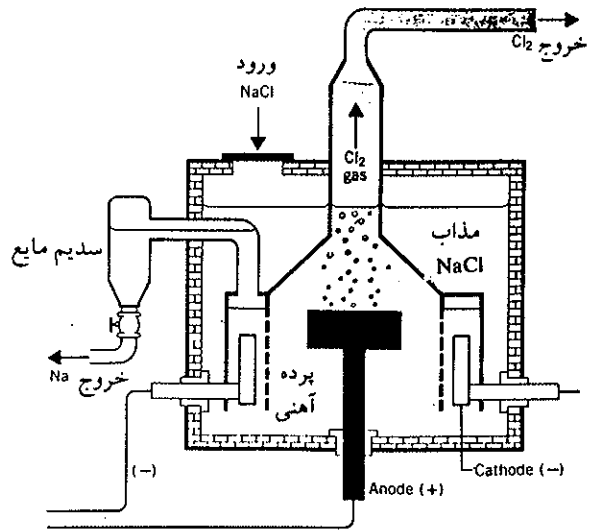 Cl₂ خروج
ورود
NaCl
Cl₂
gas
مذاب
NaCl
سدیم مایع
Na خروج
پرده
آهنی
(−)
Cathode (−)
Anode (+)